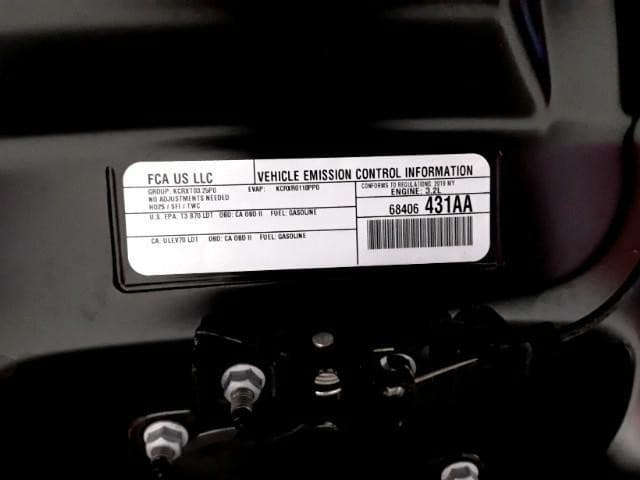 FCA US LLC
VEHICLE EMISSION CONTROL INFORMATION
GROUP: KCRXT03.25P0 EVAP: KCRXR0110PP0
NO ADJUSTMENTS NEEDED
HO2S / SFI / TWC
CONFORMS TO REGULATIONS: 2019 MY
ENGINE: 3.2L
U.S. EPA: T3 B70 LDT OBD: CA OBD II FUEL: GASOLINE
68406 431AA
CA: ULEV70 LDT OBD: CA OBD II FUEL: GASOLINE